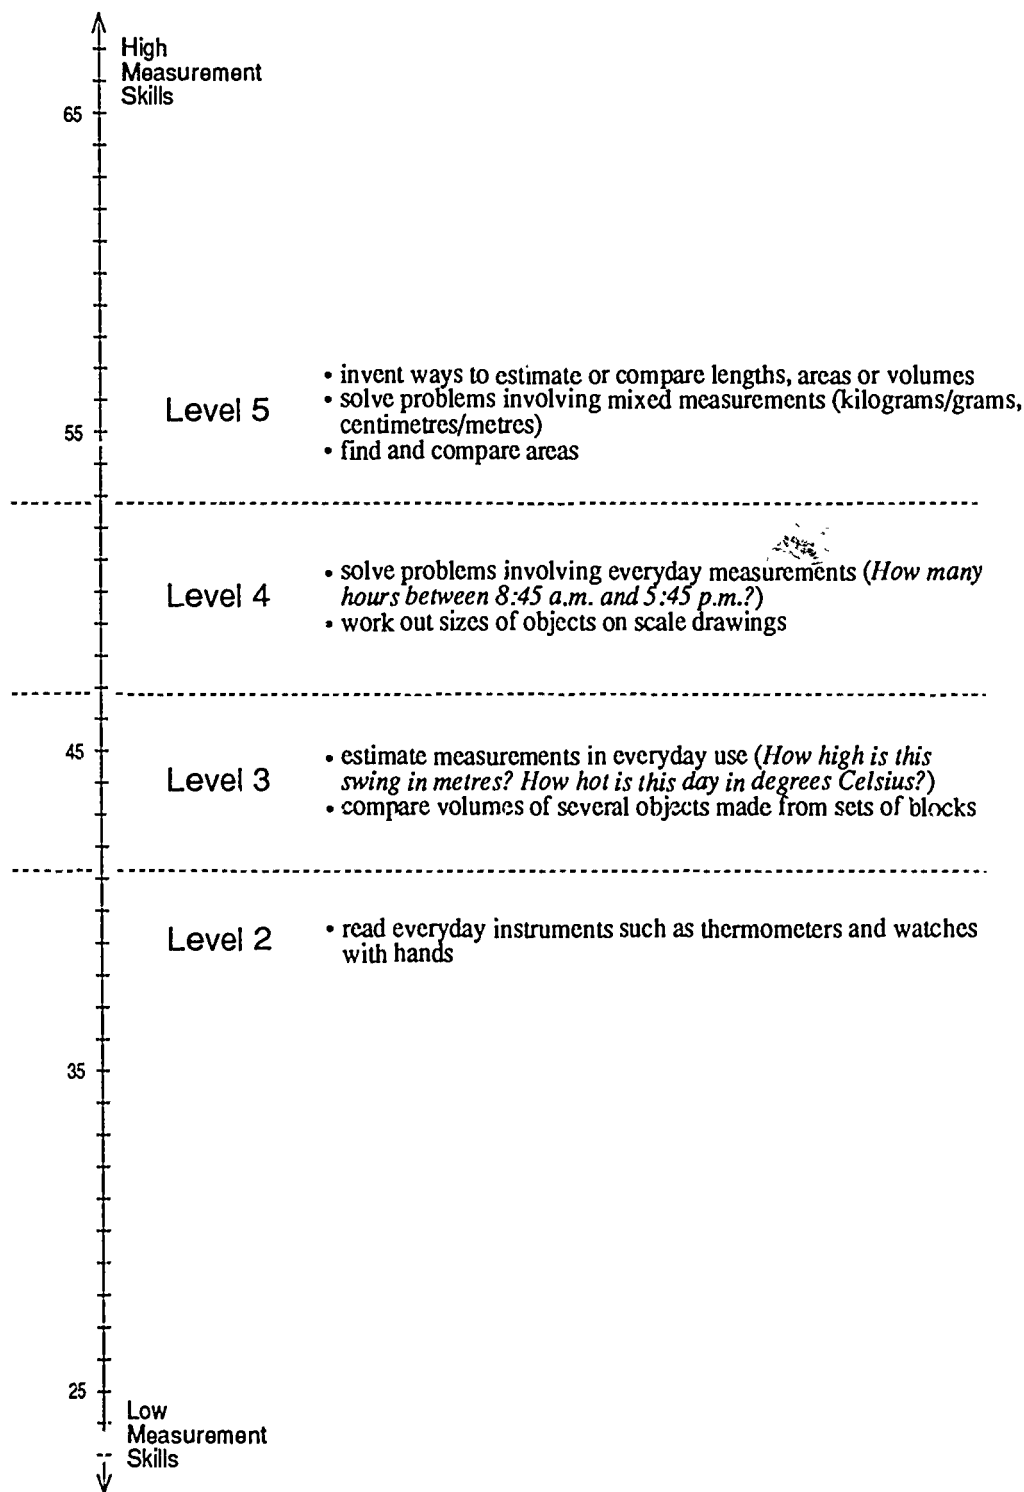 High
Measurement
Skills
65
• invent ways to estimate or compare lengths, areas or volumes
Level 5
• solve problems involving mixed measurements (kilograms/grams,
centimetres/metres)
55
• find and compare areas
• solve problems involving everyday measurements (How many
Level 4
hours between 8:45 a.m. and 5:45 p.m.?)
• work out sizes of objects on scale drawings
45
• estimate measurements in everyday use (How high is this
Level 3
swing in metres? How hot is this day in degrees Celsius?)
• compare volumes of several objects made from sets of blocks
Level 2
• read everyday instruments such as thermometers and watches
with hands
35
25
Low
Measurement
Skills